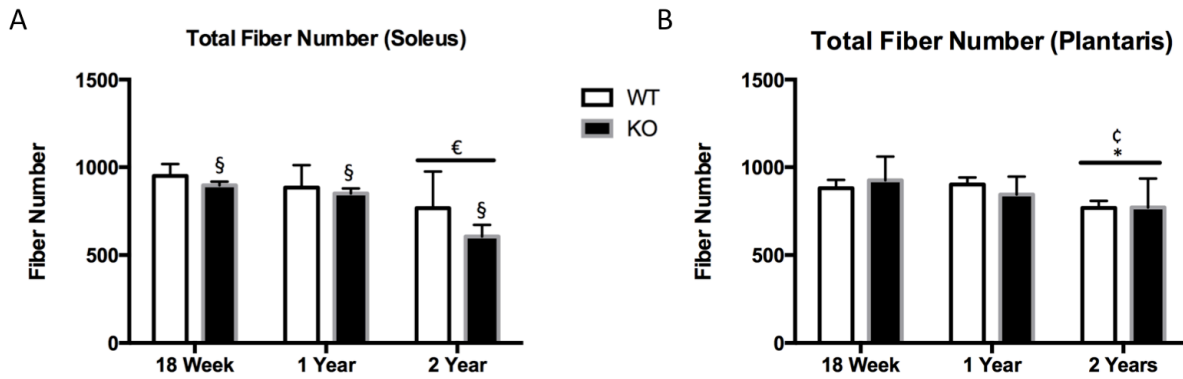 A
Total Fiber Number (Soleus)
Fiber Number
1500
1000
500
0
§
§
€
§
18 Week
1 Year
2 Year
WT
KO
B
Total Fiber Number (Plantaris)
Fiber Number
1500
1000
500
0
¢
*
18 Week
1 Year
2 Years